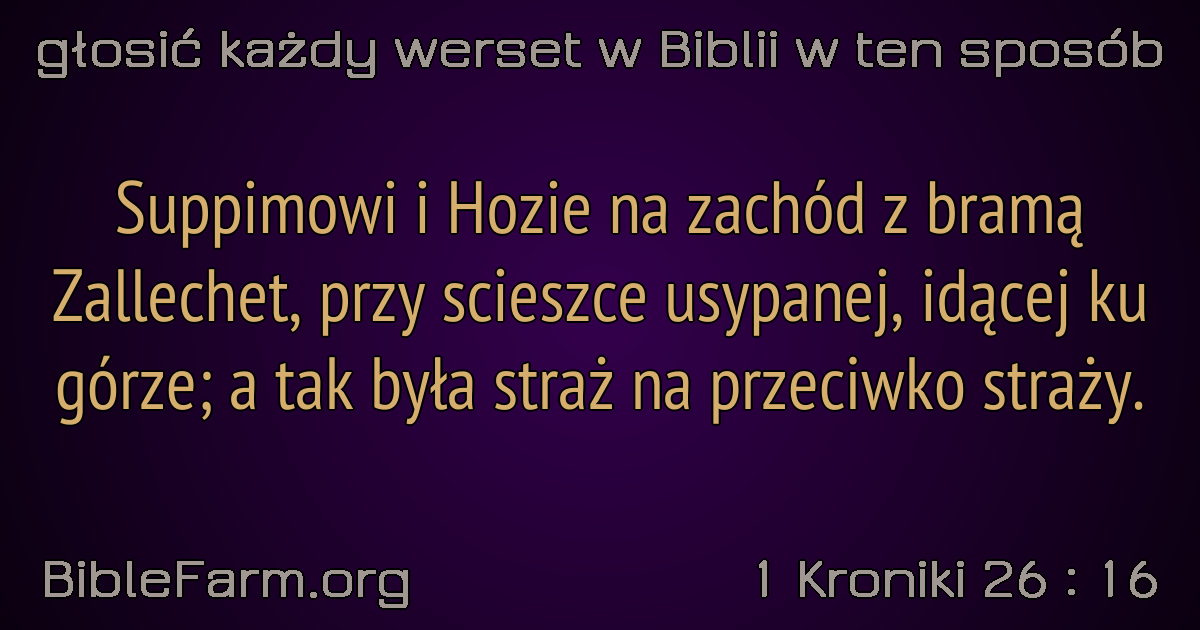 głosić każdy werset w Biblii w ten sposób
Suppimowi i Hozie na zachód z bramą
Zallechet, przy scieszce usypanej, idącej ku
górze; a tak była straż na przeciwko straży.
BibleFarm.org
1 Kroniki 26 : 16